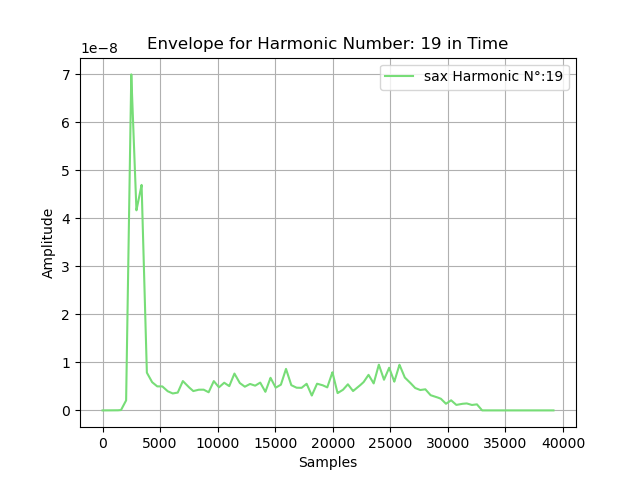 Envelope for Harmonic Number: 19 in Time
1e−8
sax Harmonic N°:19
7
6
5
4
3
2
1
0
Amplitude
0 5000 10000 15000 20000 25000 30000 35000 40000
Samples